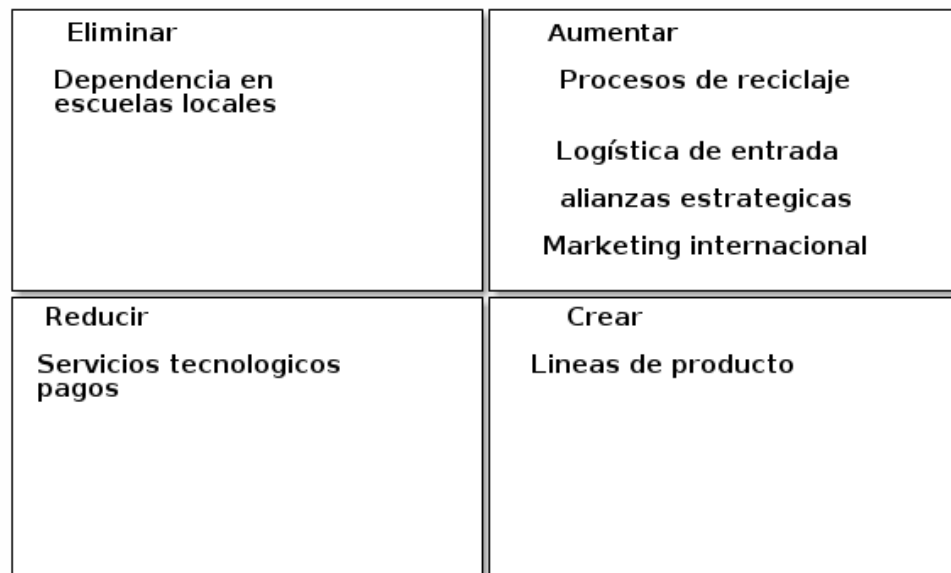 Eliminar
Dependencia en
escuelas locales
Aumentar
Procesos de reciclaje
Logística de entrada
alianzas estrategicas
Marketing internacional
Reducir
Servicios tecnologicos
pagos
Crear
Lineas de producto